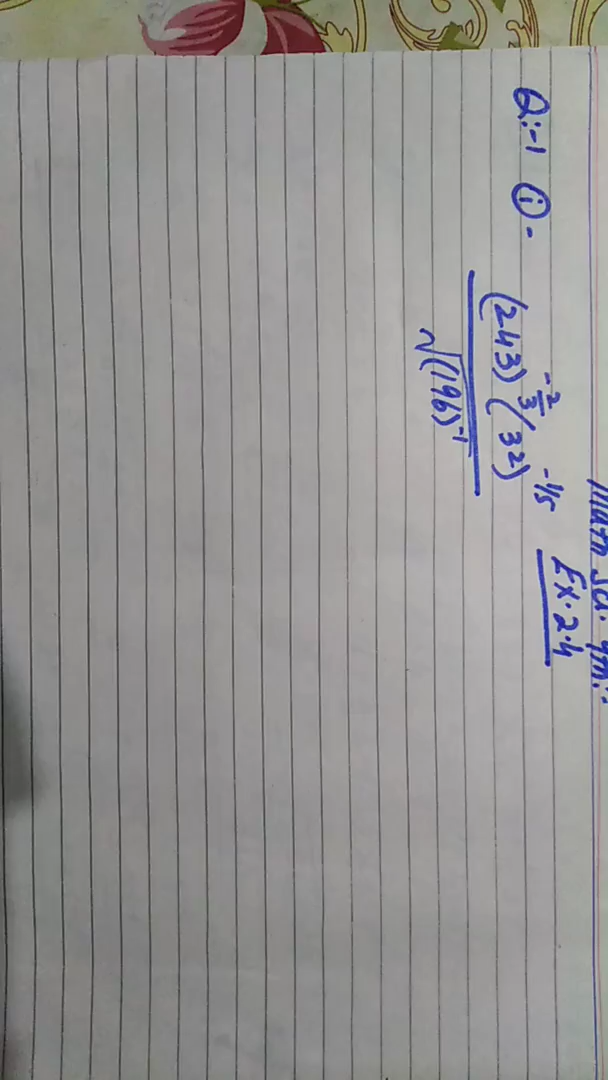 Math Sci. 9th:-
Ex. 2.4
Q:-1 (i) - (243)^-2/3 (32)^-1/5
√(196)^-1